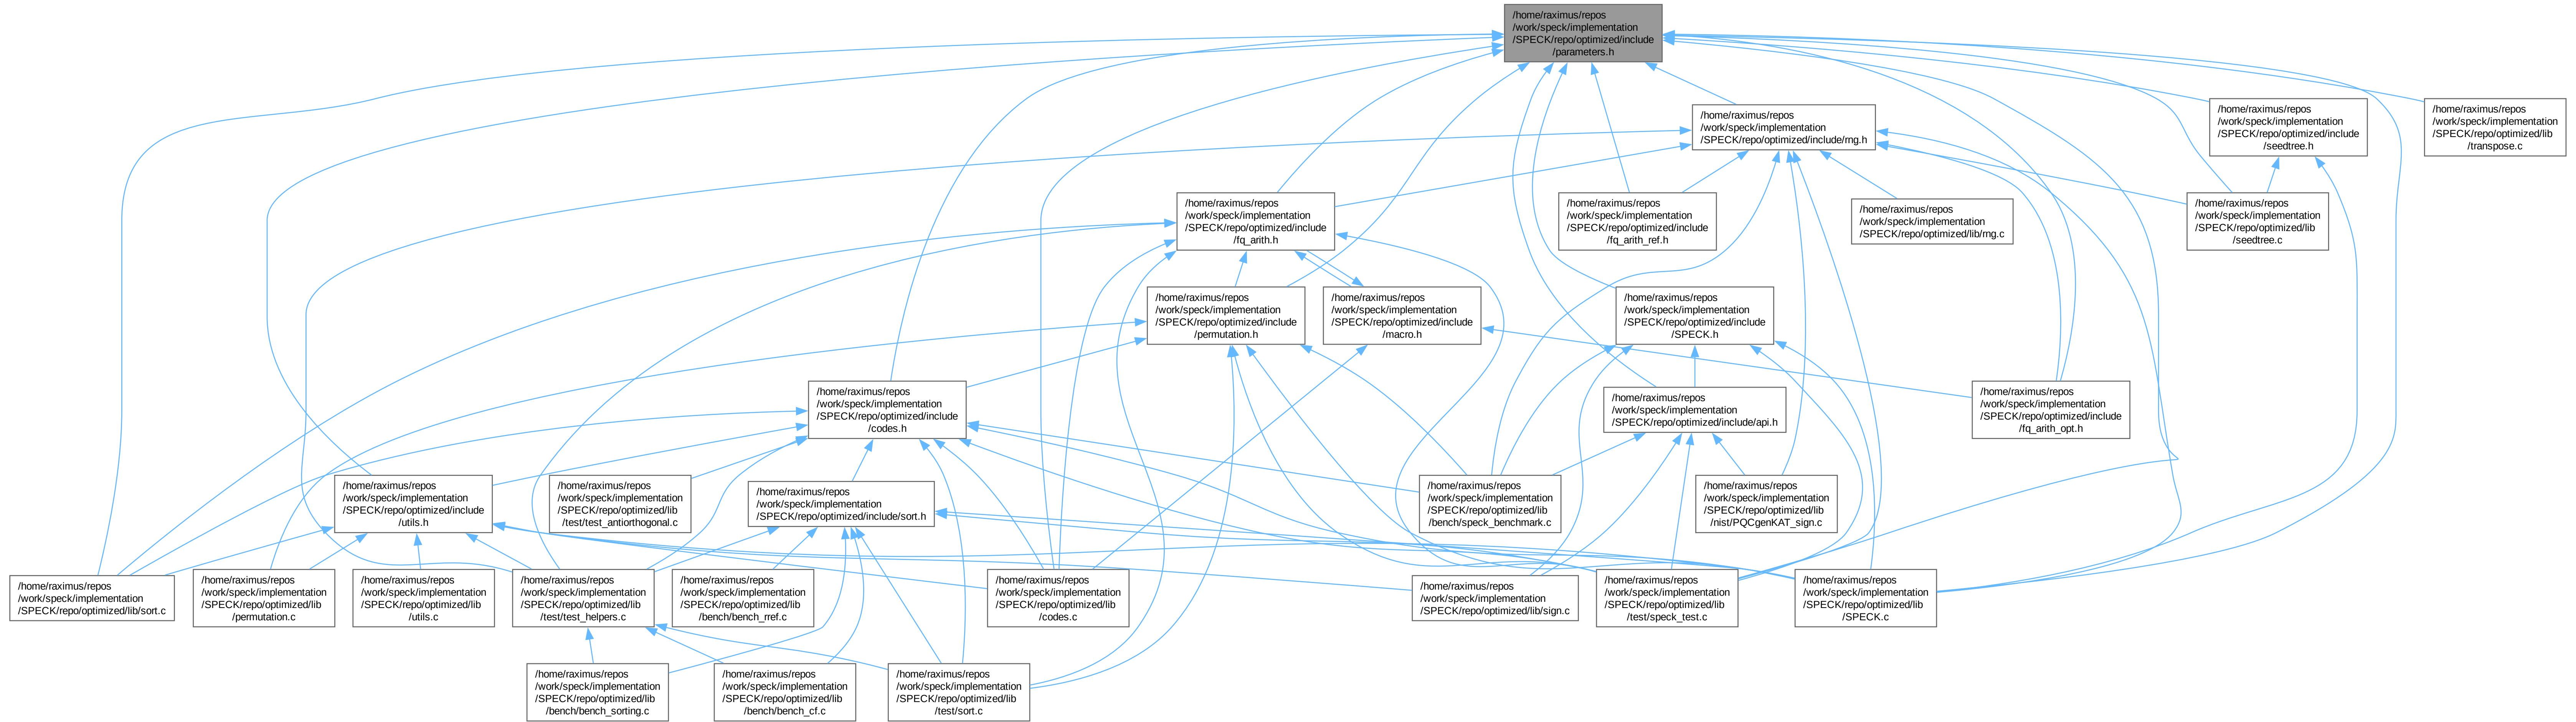 /home/raximus/repos
/work/speck/implementation
/SPECK/repo/optimized/include
/parameters.h
/home/raximus/repos
/work/speck/implementation
/SPECK/repo/optimized/include/rng.h
/home/raximus/repos
/work/speck/implementation
/SPECK/repo/optimized/include
/seedtree.h
/home/raximus/repos
/work/speck/implementation
/SPECK/repo/optimized/lib
/transpose.c
/home/raximus/repos
/work/speck/implementation
/SPECK/repo/optimized/include
/fq_arith.h
/home/raximus/repos
/work/speck/implementation
/SPECK/repo/optimized/include
/fq_arith_ref.h
/home/raximus/repos
/work/speck/implementation
/SPECK/repo/optimized/lib/rng.c
/home/raximus/repos
/work/speck/implementation
/SPECK/repo/optimized/lib
/seedtree.c
/home/raximus/repos
/work/speck/implementation
/SPECK/repo/optimized/include
/permutation.h
/home/raximus/repos
/work/speck/implementation
/SPECK/repo/optimized/include
/macro.h
/home/raximus/repos
/work/speck/implementation
/SPECK/repo/optimized/include
/SPECK.h
/home/raximus/repos
/work/speck/implementation
/SPECK/repo/optimized/include
/codes.h
/home/raximus/repos
/work/speck/implementation
/SPECK/repo/optimized/include/api.h
/home/raximus/repos
/work/speck/implementation
/SPECK/repo/optimized/include
/fq_arith_opt.h
/home/raximus/repos
/work/speck/implementation
/SPECK/repo/optimized/include
/utils.h
/home/raximus/repos
/work/speck/implementation
/SPECK/repo/optimized/lib
/test/test_antiorthogonal.c
/home/raximus/repos
/work/speck/implementation
/SPECK/repo/optimized/include/sort.h
/home/raximus/repos
/work/speck/implementation
/SPECK/repo/optimized/lib
/bench/speck_benchmark.c
/home/raximus/repos
/work/speck/implementation
/SPECK/repo/optimized/lib
/nist/PQCgenKAT_sign.c
/home/raximus/repos
/work/speck/implementation
/SPECK/repo/optimized/lib/sort.c
/home/raximus/repos
/work/speck/implementation
/SPECK/repo/optimized/lib
/permutation.c
/home/raximus/repos
/work/speck/implementation
/SPECK/repo/optimized/lib
/utils.c
/home/raximus/repos
/work/speck/implementation
/SPECK/repo/optimized/lib
/test/test_helpers.c
/home/raximus/repos
/work/speck/implementation
/SPECK/repo/optimized/lib
/bench/bench_rref.c
/home/raximus/repos
/work/speck/implementation
/SPECK/repo/optimized/lib
/codes.c
/home/raximus/repos
/work/speck/implementation
/SPECK/repo/optimized/lib/sign.c
/home/raximus/repos
/work/speck/implementation
/SPECK/repo/optimized/lib
/test/speck_test.c
/home/raximus/repos
/work/speck/implementation
/SPECK/repo/optimized/lib
/SPECK.c
/home/raximus/repos
/work/speck/implementation
/SPECK/repo/optimized/lib
/bench/bench_sorting.c
/home/raximus/repos
/work/speck/implementation
/SPECK/repo/optimized/lib
/bench/bench_cf.c
/home/raximus/repos
/work/speck/implementation
/SPECK/repo/optimized/lib
/test/sort.c